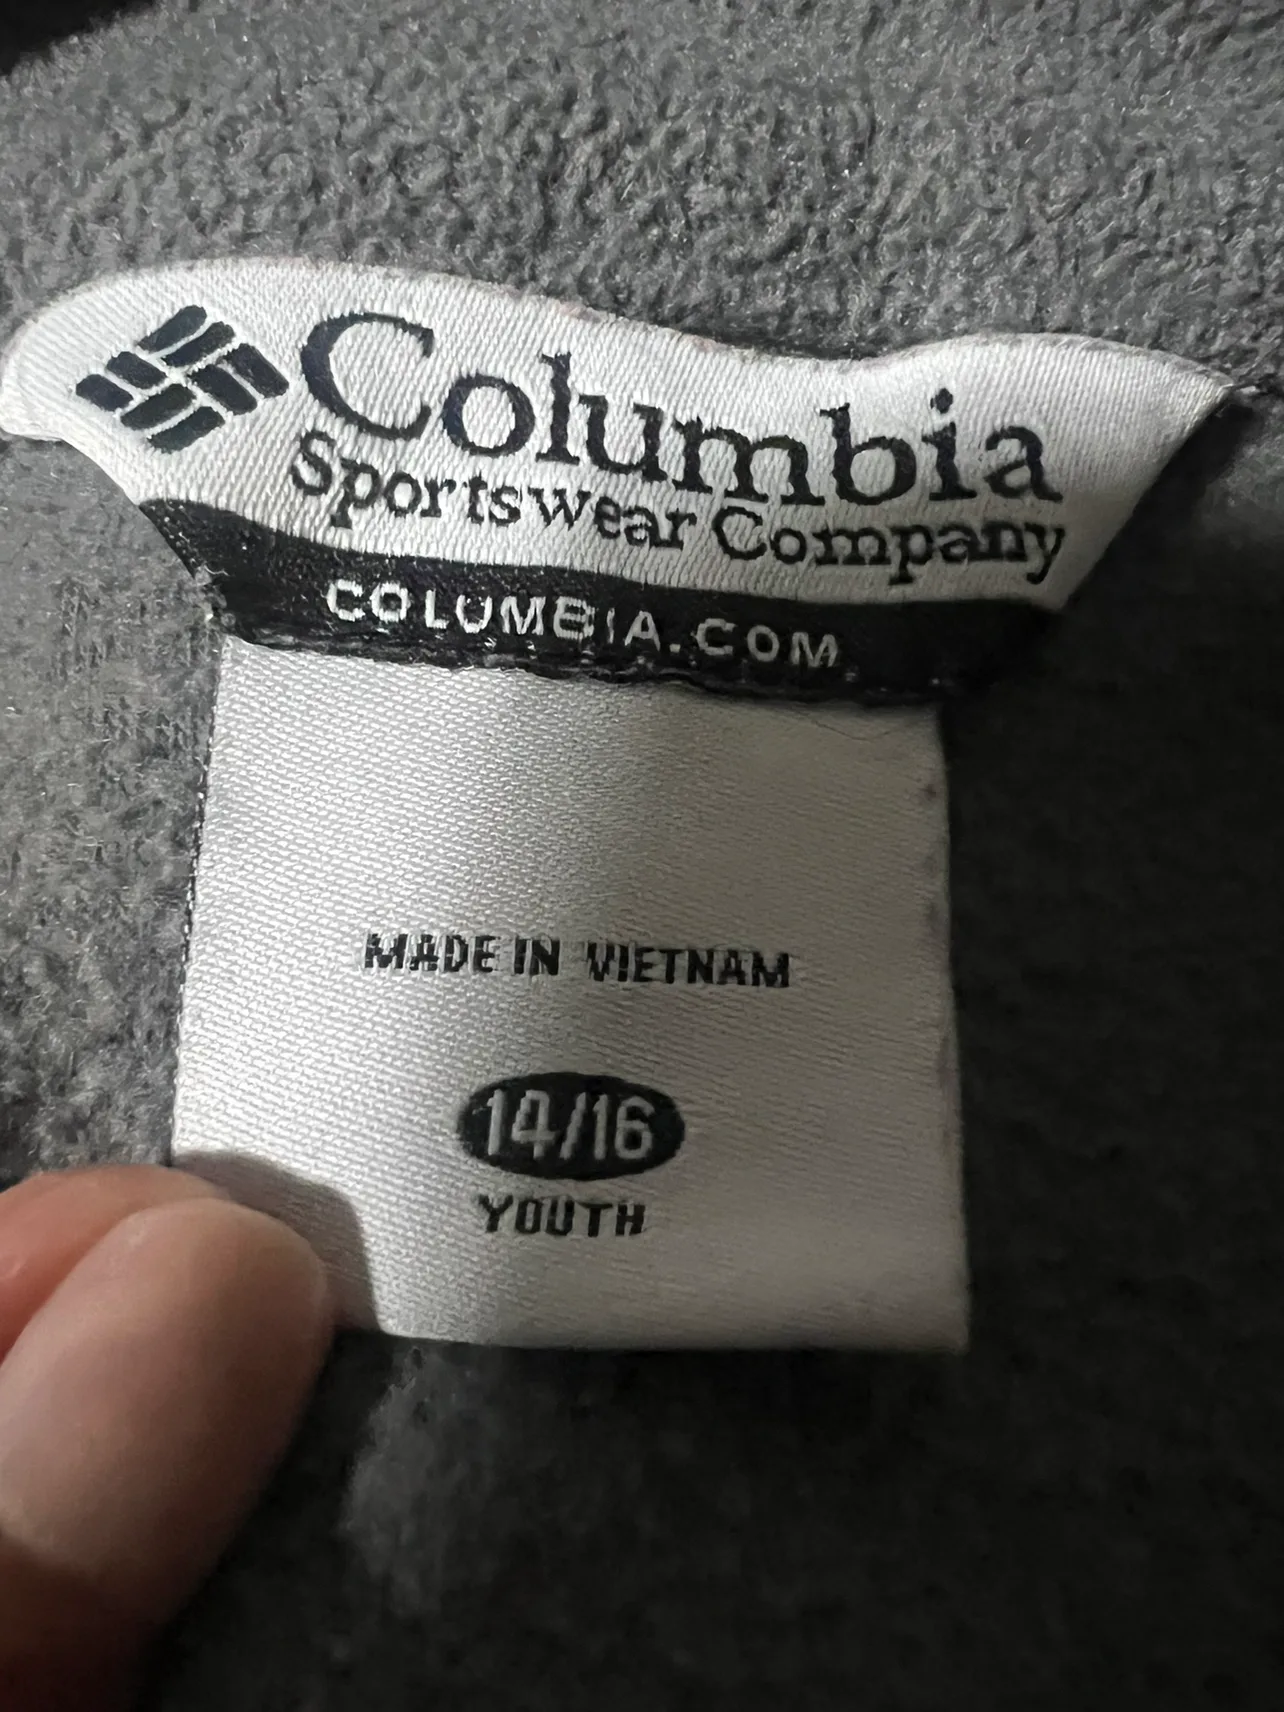 Columbia
Sportswear Company
COLUMBIA.COM
MADE IN VIETNAM
14/16
YOUTH